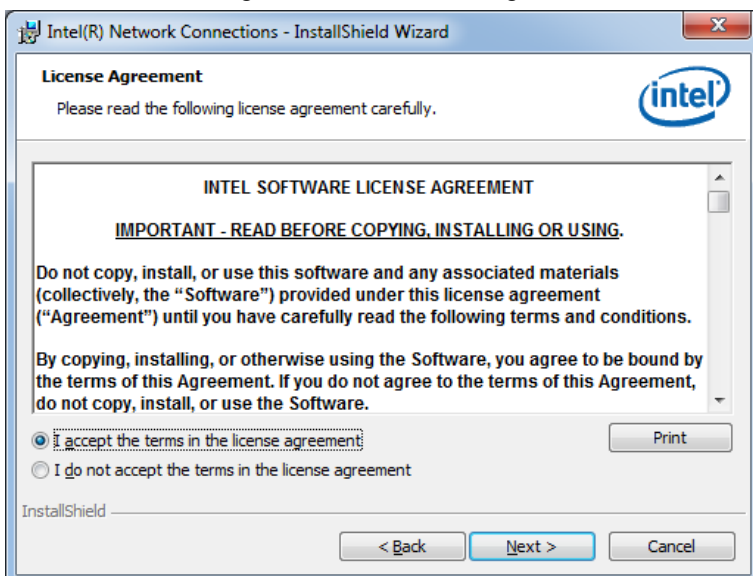 Intel(R) Network Connections - InstallShield Wizard
License Agreement
Please read the following license agreement carefully.
intel
INTEL SOFTWARE LICENSE AGREEMENT
IMPORTANT - READ BEFORE COPYING, INSTALLING OR USING.
Do not copy, install, or use this software and any associated materials
(collectively, the “Software”) provided under this license agreement
(“Agreement”) until you have carefully read the following terms and conditions.
By copying, installing, or otherwise using the Software, you agree to be bound by
the terms of this Agreement. If you do not agree to the terms of this Agreement,
do not copy, install, or use the Software.
I accept the terms in the license agreement
Print
I do not accept the terms in the license agreement
InstallShield
< Back Next > Cancel